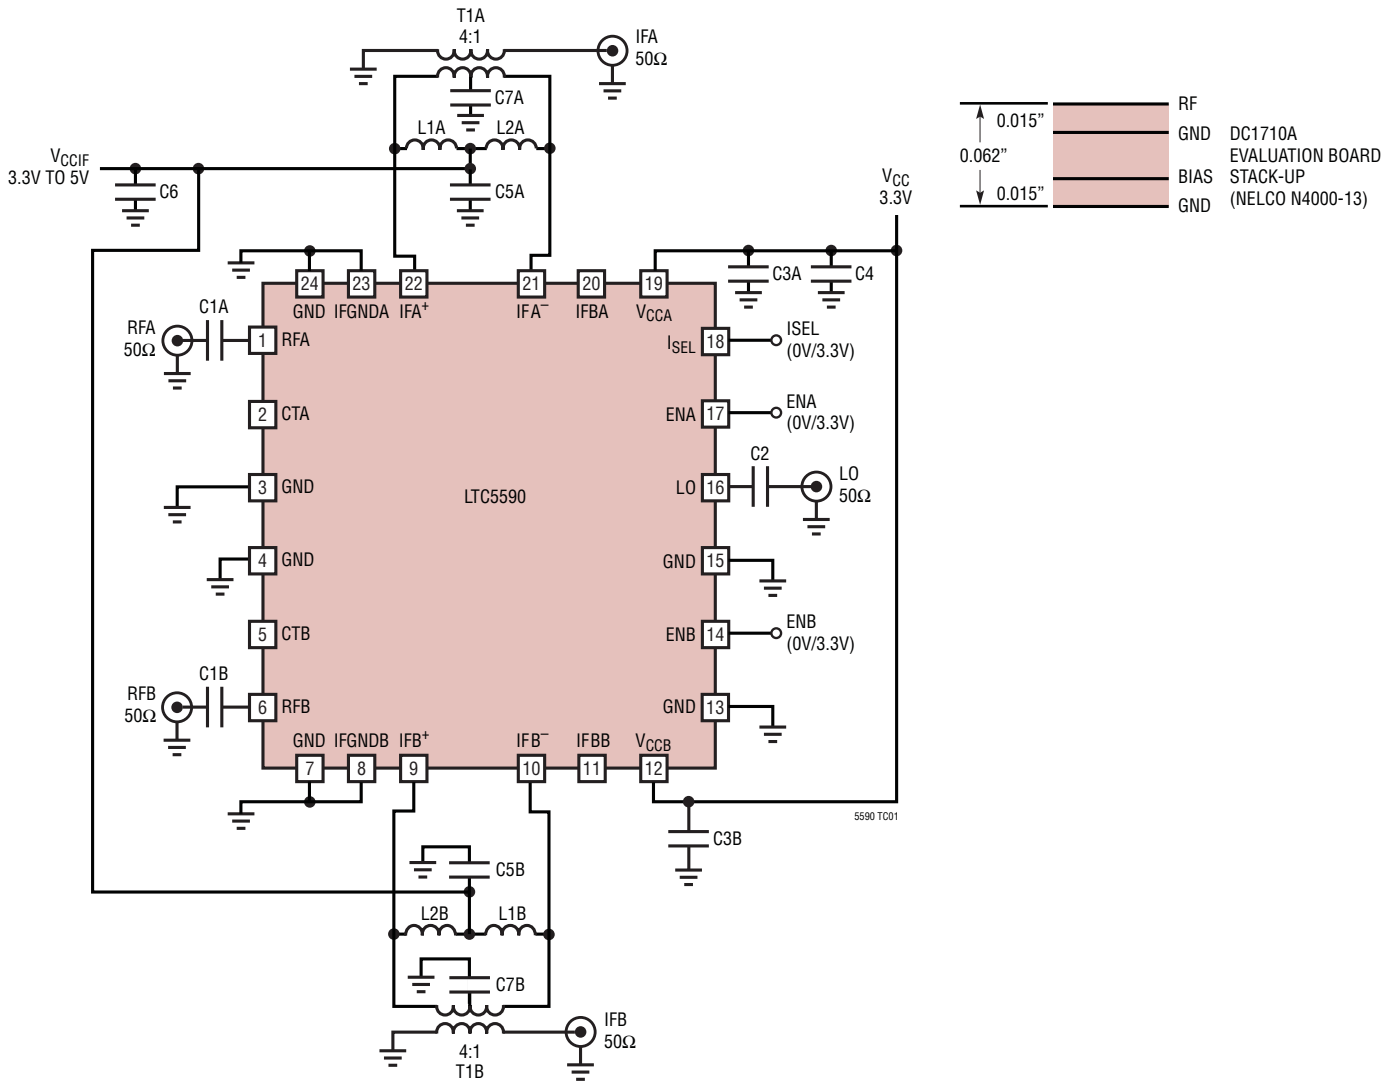 T1A
4:1
IFA
50Ω
C7A
L1A
L2A
VCCIF
3.3V TO 5V
C6
C5A
RF
0.015"
GND
DC1710A
EVALUATION BOARD
0.062"
BIAS
STACK-UP
0.015"
(NELCO N4000-13)
GND
VCC
3.3V
C3A
C4
24
23
22
21
20
19
GND
IFGNDA
IFA+
IFA–
IFBA
VCCA
C1A
RFA
50Ω
1
RFA
ISEL
18
ISEL
(0V/3.3V)
2
CTA
ENA
17
ENA
(0V/3.3V)
C2
3
GND
LTC5590
LO
16
LO
50Ω
4
GND
GND
15
5
CTB
ENB
14
ENB
(0V/3.3V)
C1B
RFB
50Ω
6
RFB
GND
13
GND
IFGNDB
IFB+
IFB–
IFBB
VCCB
7
8
9
10
11
12
5590 TC01
C3B
C5B
L2B
L1B
C7B
IFB
50Ω
4:1
T1B